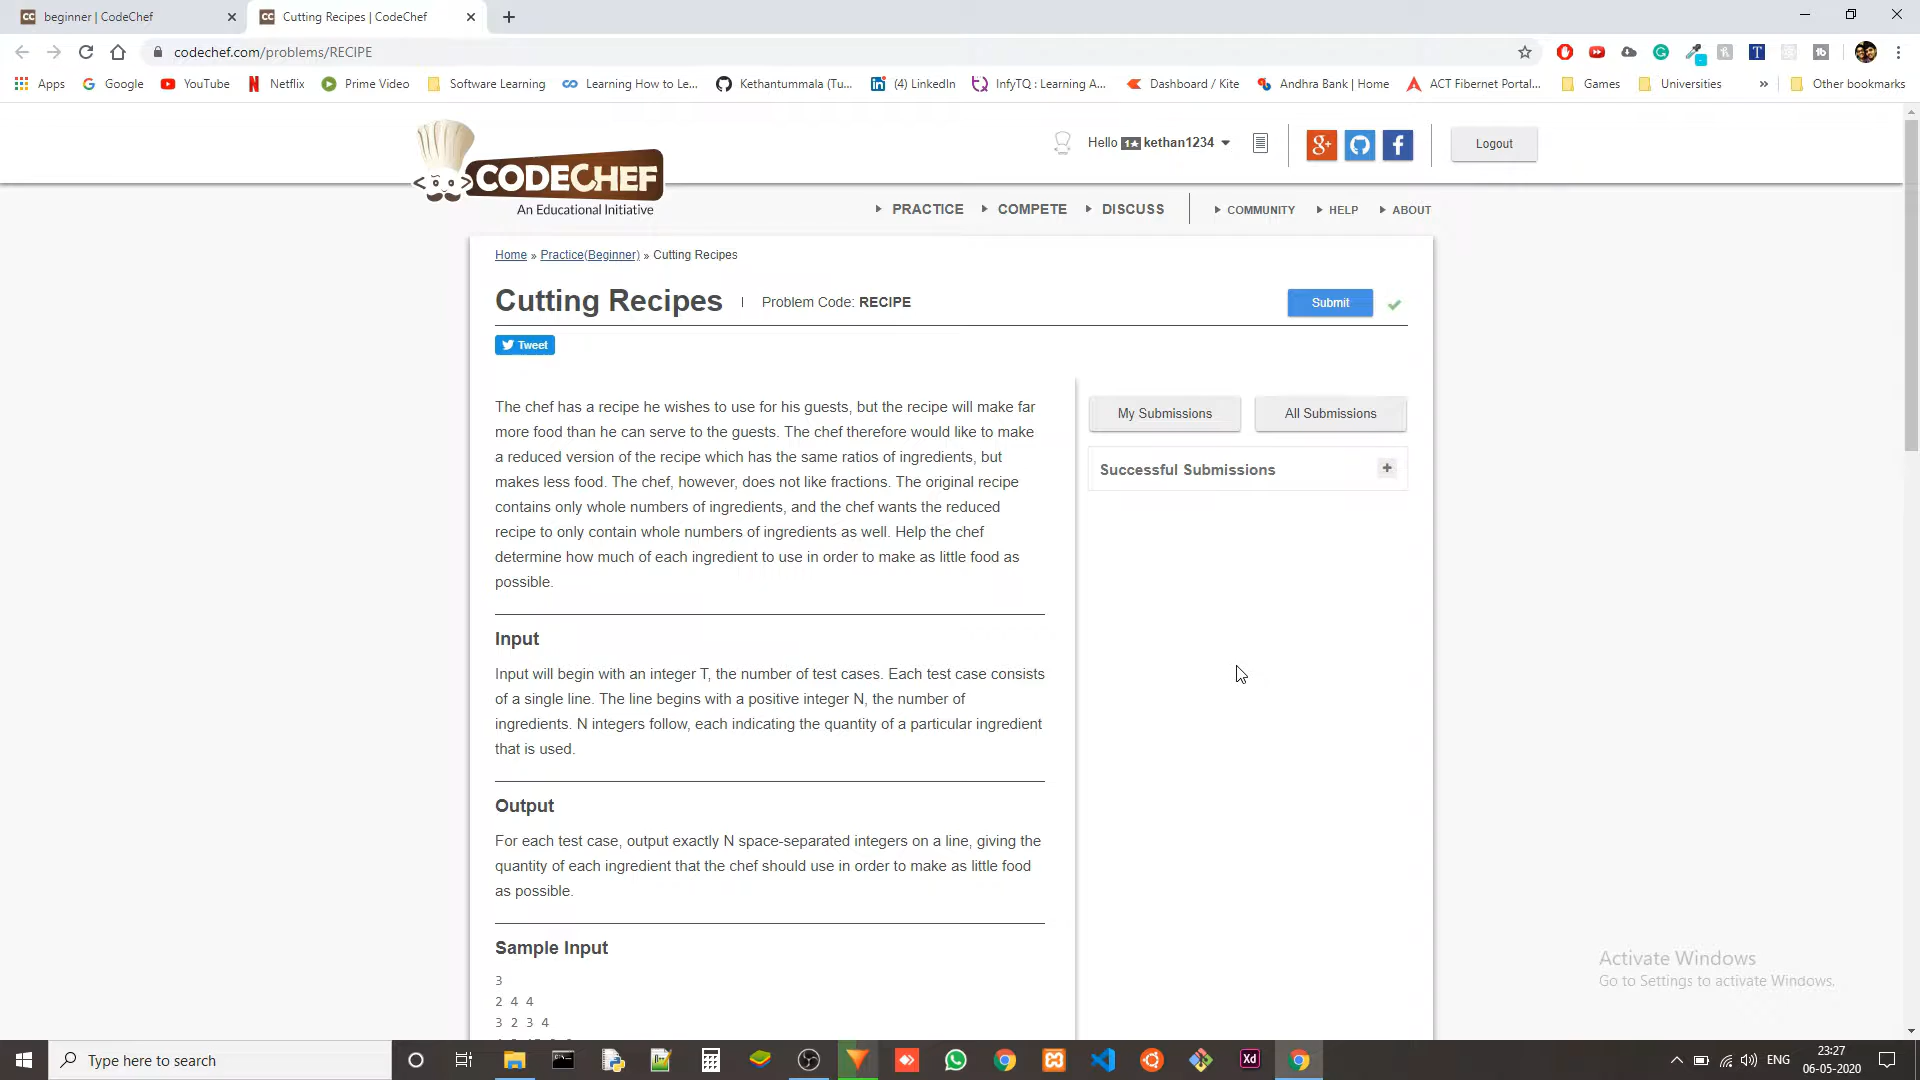 beginner | CodeChef
Cutting Recipes | CodeChef
codechef.com/problems/RECIPE
Apps Google YouTube Netflix Prime Video Software Learning Learning How to Le... Kethantummala (Tu... (4) LinkedIn InfyTQ : Learning A... Dashboard / Kite Andhra Bank | Home ACT Fibernet Portal... Games Universities » Other bookmarks
Hello 1★ kethan1234
Logout
CODECHEF
An Educational Initiative
PRACTICE COMPETE DISCUSS COMMUNITY HELP ABOUT
Home » Practice(Beginner) » Cutting Recipes
Cutting Recipes | Problem Code: RECIPE
Submit
Tweet
The chef has a recipe he wishes to use for his guests, but the recipe will make far
more food than he can serve to the guests. The chef therefore would like to make
a reduced version of the recipe which has the same ratios of ingredients, but
makes less food. The chef, however, does not like fractions. The original recipe
contains only whole numbers of ingredients, and the chef wants the reduced
recipe to only contain whole numbers of ingredients as well. Help the chef
determine how much of each ingredient to use in order to make as little food as
possible.
My Submissions
All Submissions
Successful Submissions +
Input
Input will begin with an integer T, the number of test cases. Each test case consists
of a single line. The line begins with a positive integer N, the number of
ingredients. N integers follow, each indicating the quantity of a particular ingredient
that is used.
Output
For each test case, output exactly N space-separated integers on a line, giving the
quantity of each ingredient that the chef should use in order to make as little food
as possible.
Sample Input
3
2 4 4
3 2 3 4
Activate Windows
Go to Settings to activate Windows.
Type here to search
Xd
ENG
23:27
06-05-2020